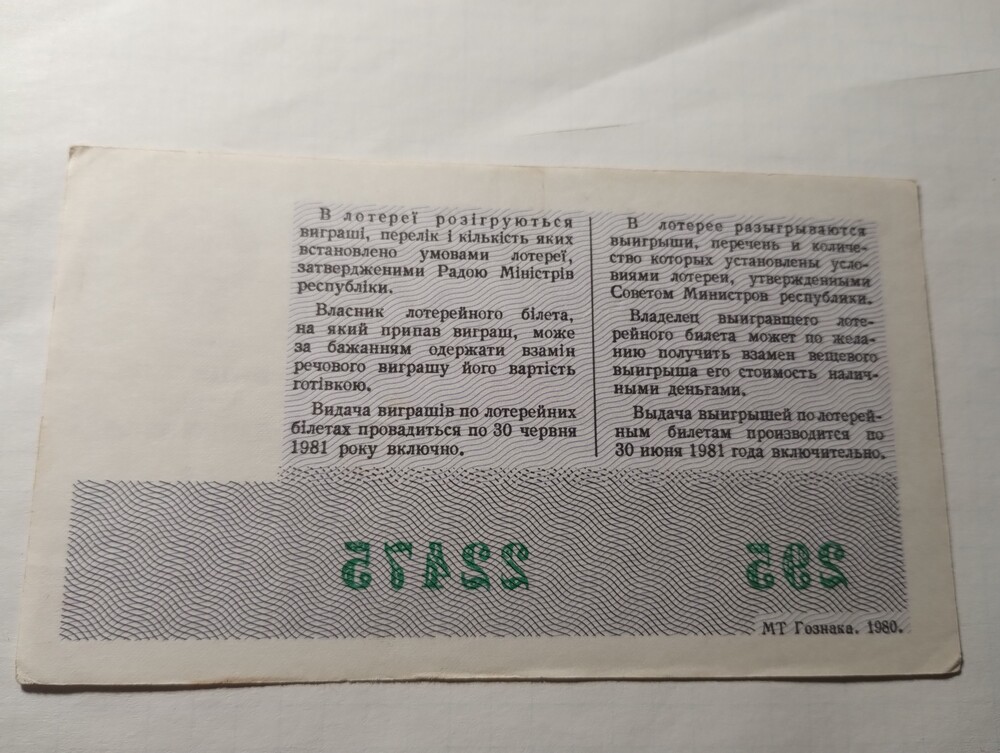 В лотереї розігруються
виграші, перелік і кількість яких
встановлено умовами лотереї,
затвердженими Радою Міністрів
республіки.
Власник лотерейного білета,
на який припав виграш, може
за бажанням одержати взамін
речового виграшу його вартість
готівкою.
Видача виграшів по лотерейних
білетах провадиться по 30 червня
1981 року включно.
В лотерее разыгрываются
выигрыши, перечень и количе-
ство которых установлены усло-
виями лотереи, утвержденными
Советом Министров республики.
Владелец выигравшего лоте-
рейного билета может по жела-
нию получить взамен вещевого
выигрыша его стоимость налич-
ными деньгами.
Выдача выигрышей по лотерей-
ным билетам производится по
30 июня 1981 года включительно.
22475
295
МТ Гознака. 1980.